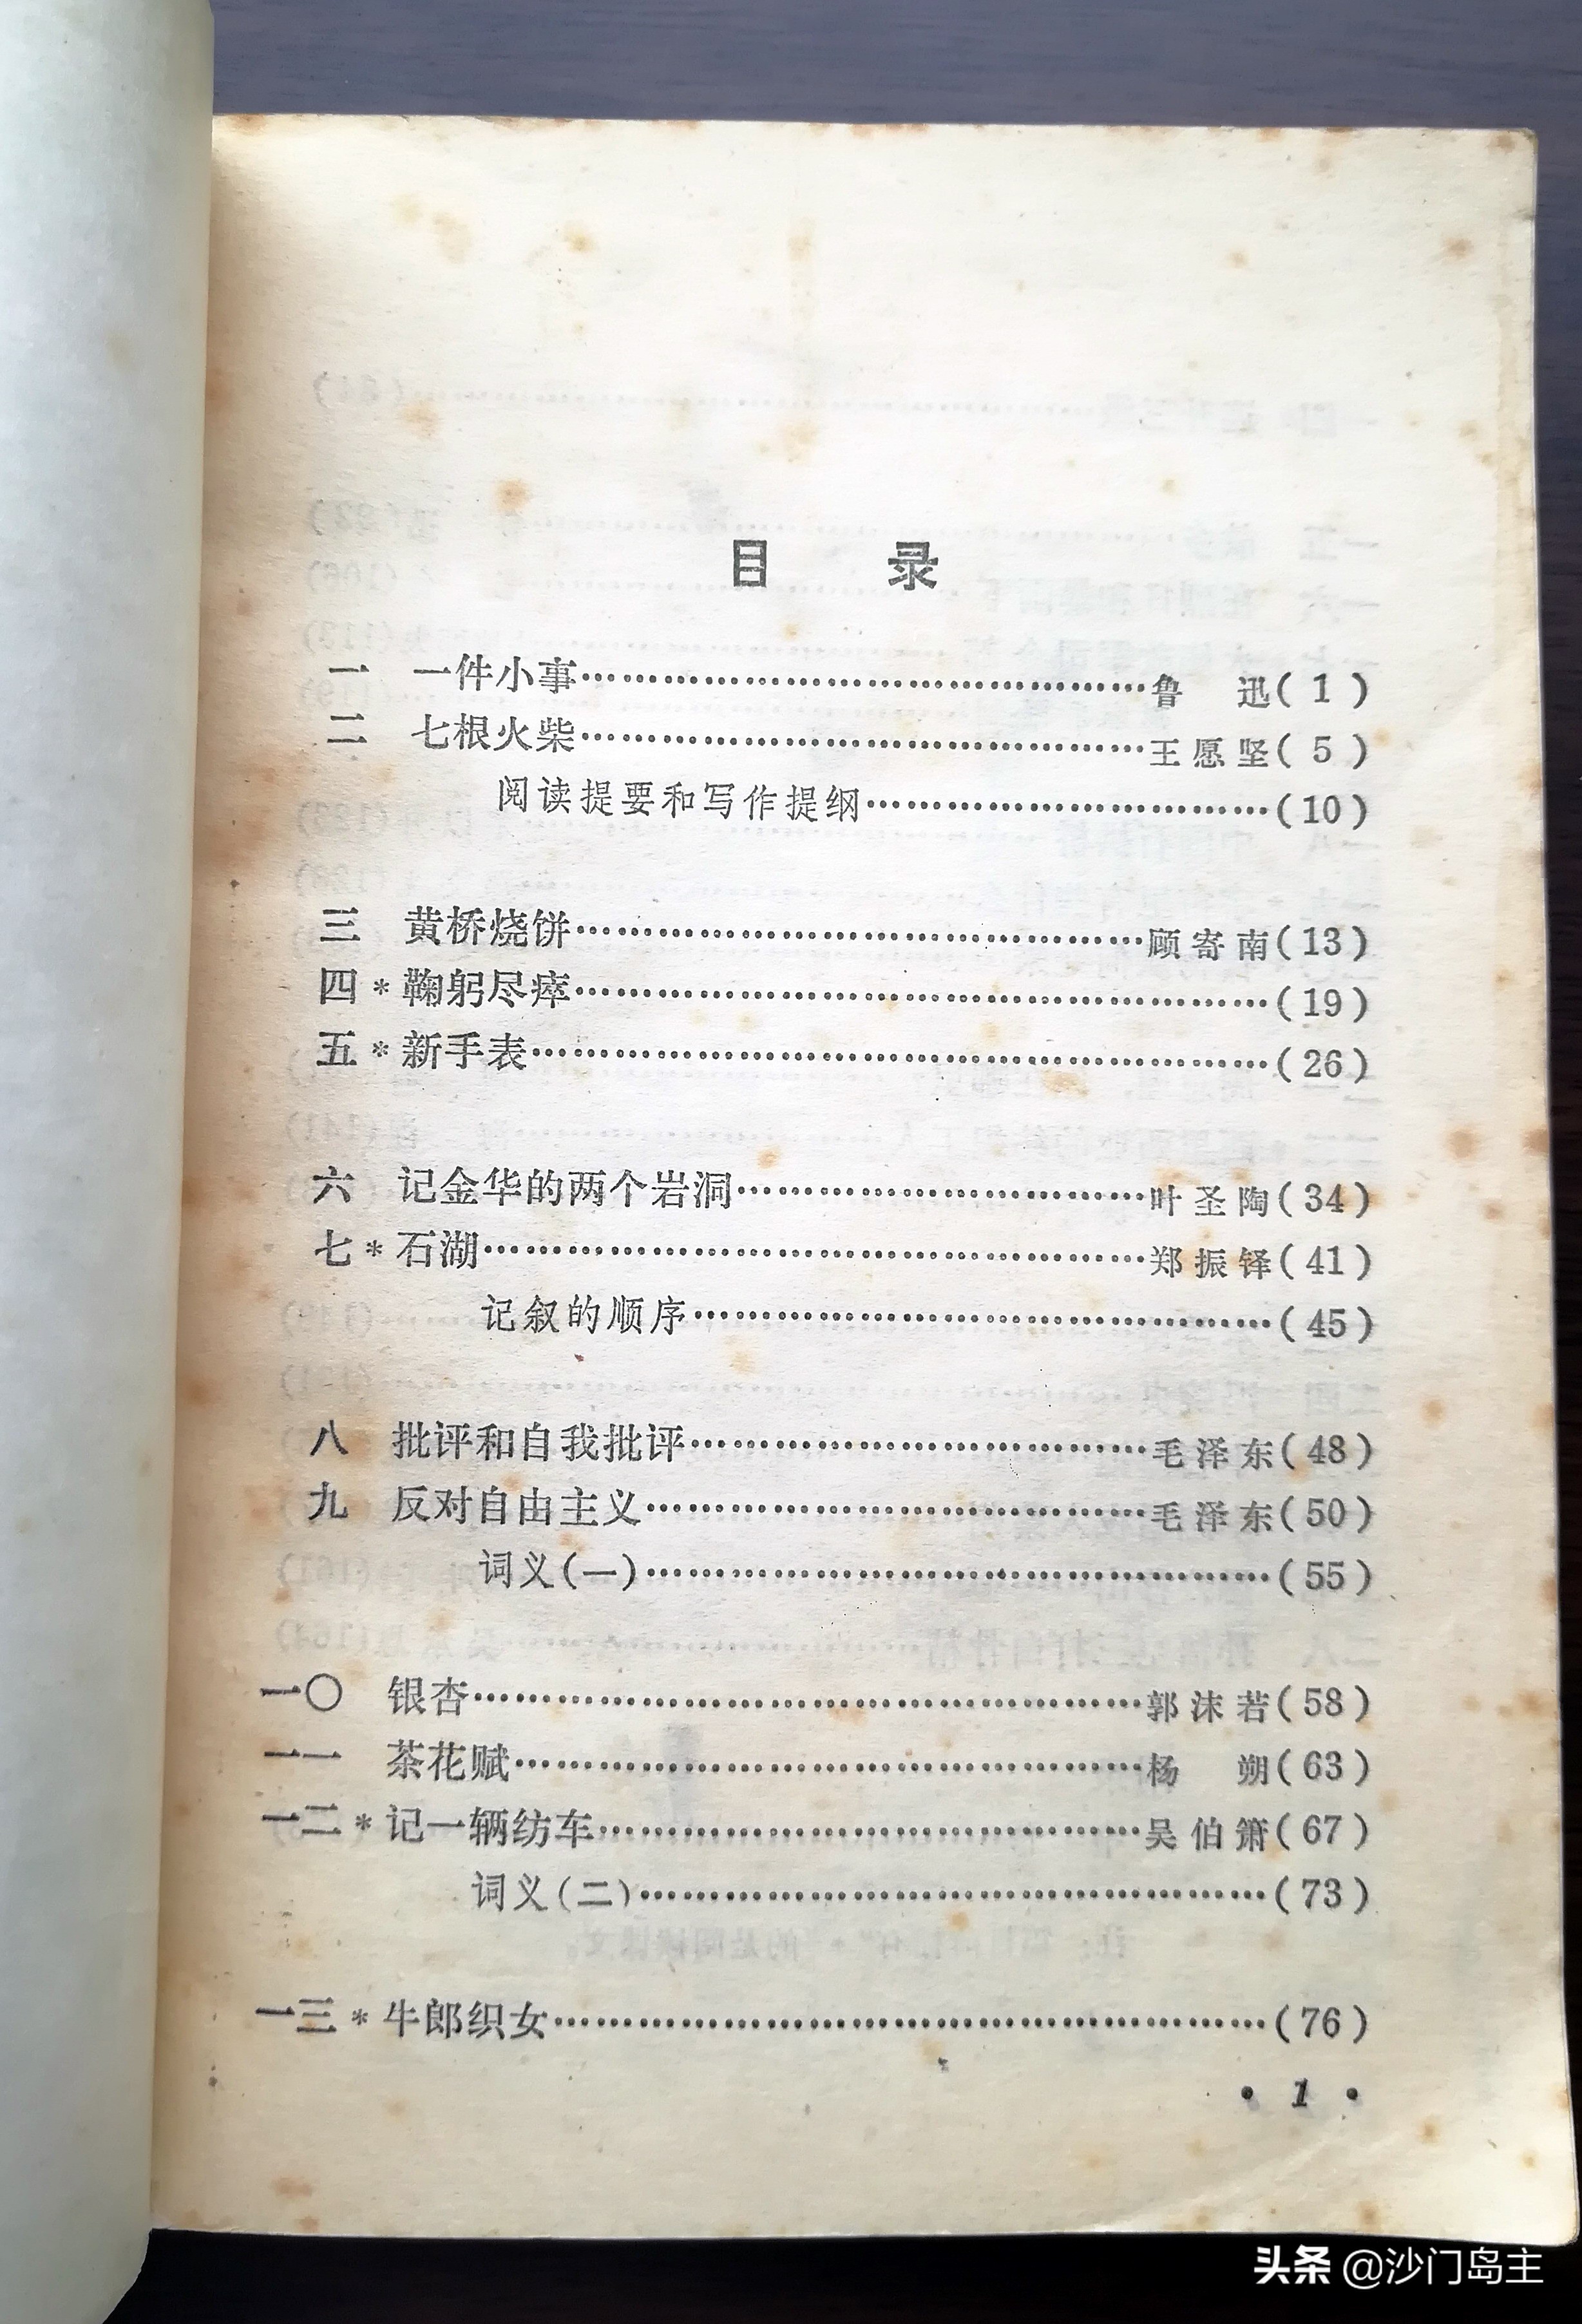 目 录
一 一件小事……鲁 迅(1)
二 七根火柴……王愿坚(5)
阅读提要和写作提纲……(10)
三 黄桥烧饼……顾寄南(13)
四*鞠躬尽瘁……(19)
五*新手表……(26)
六 记金华的两个岩洞……叶圣陶(34)
七*石湖……郑振铎(41)
记叙的顺序……(45)
八 批评和自我批评……毛泽东(48)
九 反对自由主义……毛泽东(50)
词义(一)……(55)
一〇 银杏……郭沫若(58)
一一 茶花赋……杨 朔(63)
一二*记一辆纺车……吴伯箫(67)
词义(二)……(73)
一三*牛郎织女……(76)
• 1 •
头条 @沙门岛主